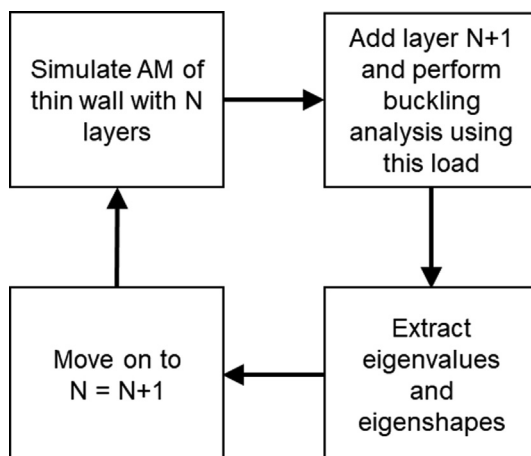 Simulate AM of
thin wall with N
layers
Add layer N+1
and perform
buckling
analysis using
this load
Extract
eigenvalues
and
eigenshapes
Move on to
N = N+1